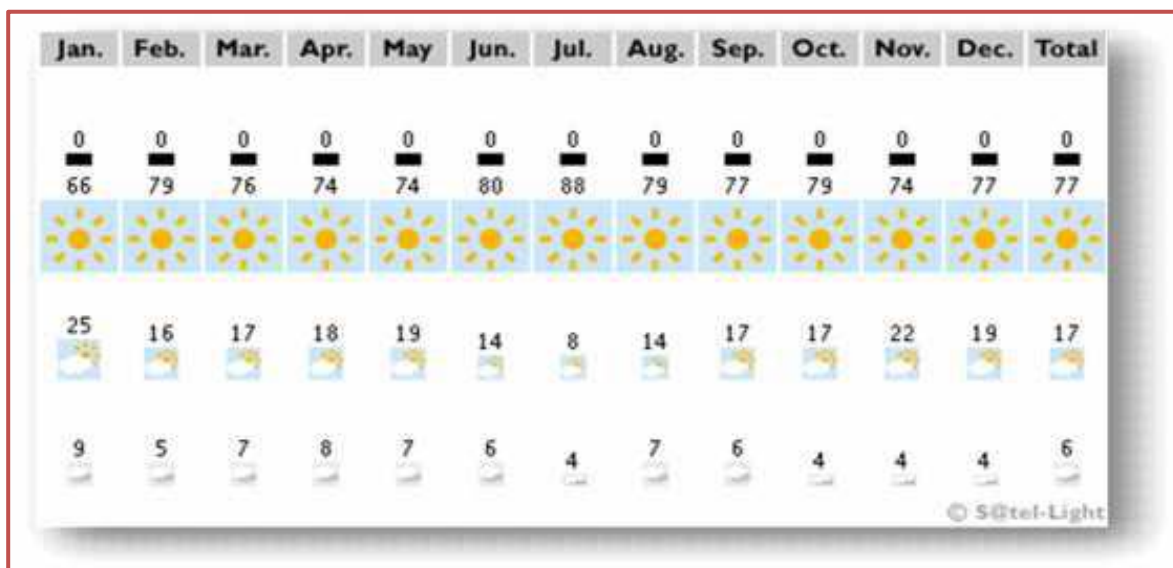 Jan. Feb. Mar. Apr. May Jun. Jul. Aug. Sep. Oct. Nov. Dec. Total
0 0 0 0 0 0 0 0 0 0 0 0 0
66 79 76 74 74 80 88 79 77 79 74 77 77
25 16 17 18 19 14 8 14 17 17 22 19 17
9 5 7 8 7 6 4 7 6 4 4 4 6
© S@tel-Light